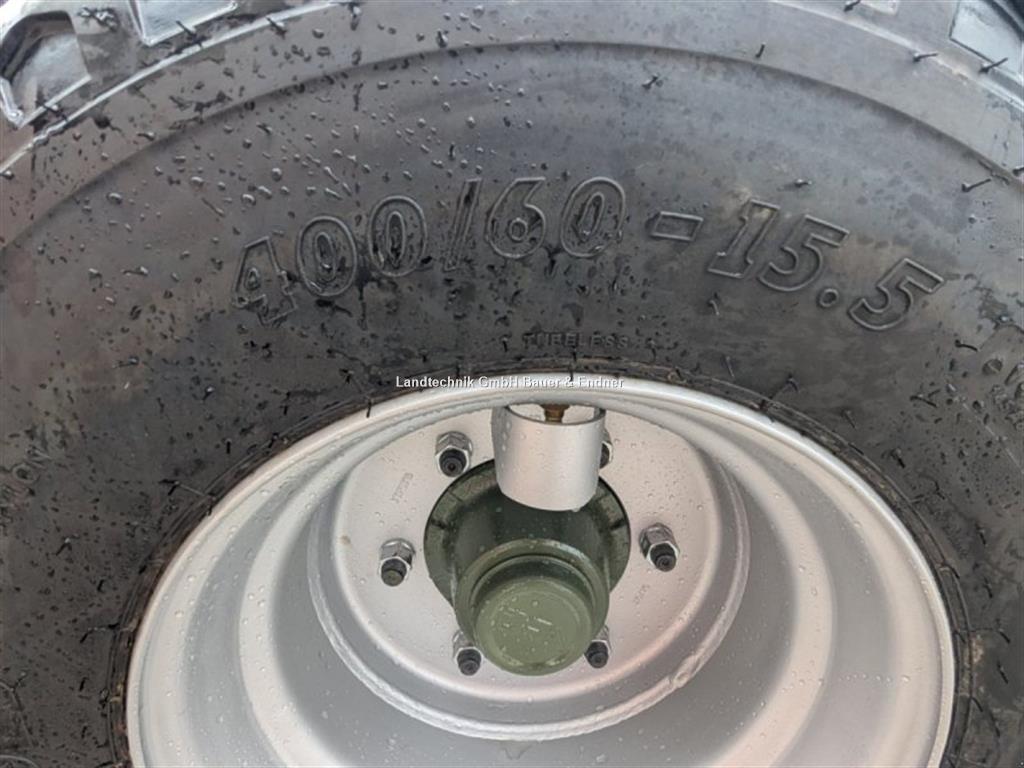 400/60-15.5
TUBELESS
Landtechnik GmbH Bauer & Endner